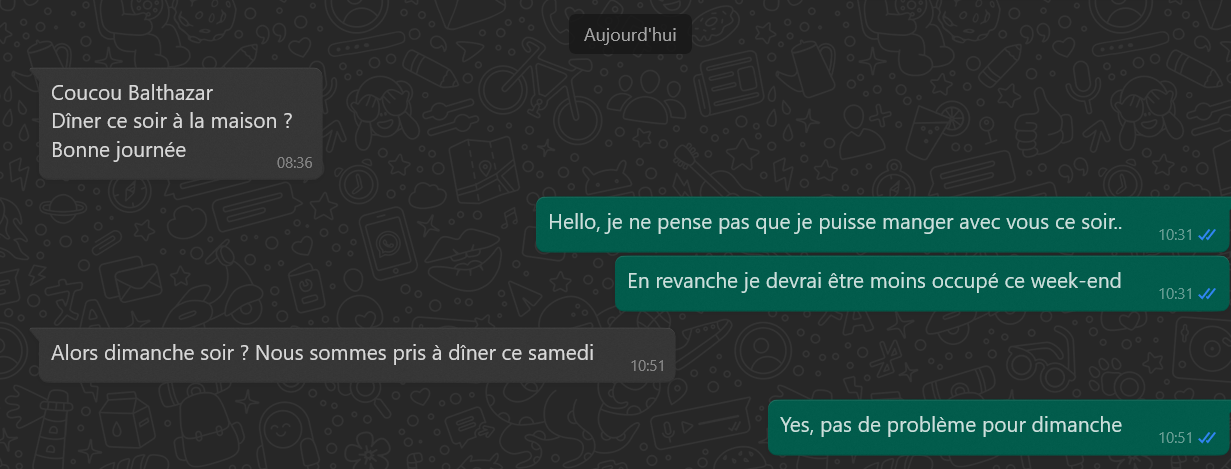 Aujourd'hui
Coucou Balthazar
Dîner ce soir à la maison ?
Bonne journée
08:36
Hello, je ne pense pas que je puisse manger avec vous ce soir..
10:31
En revanche je devrai être moins occupé ce week-end
10:31
Alors dimanche soir ? Nous sommes pris à dîner ce samedi
10:51
Yes, pas de problème pour dimanche
10:51